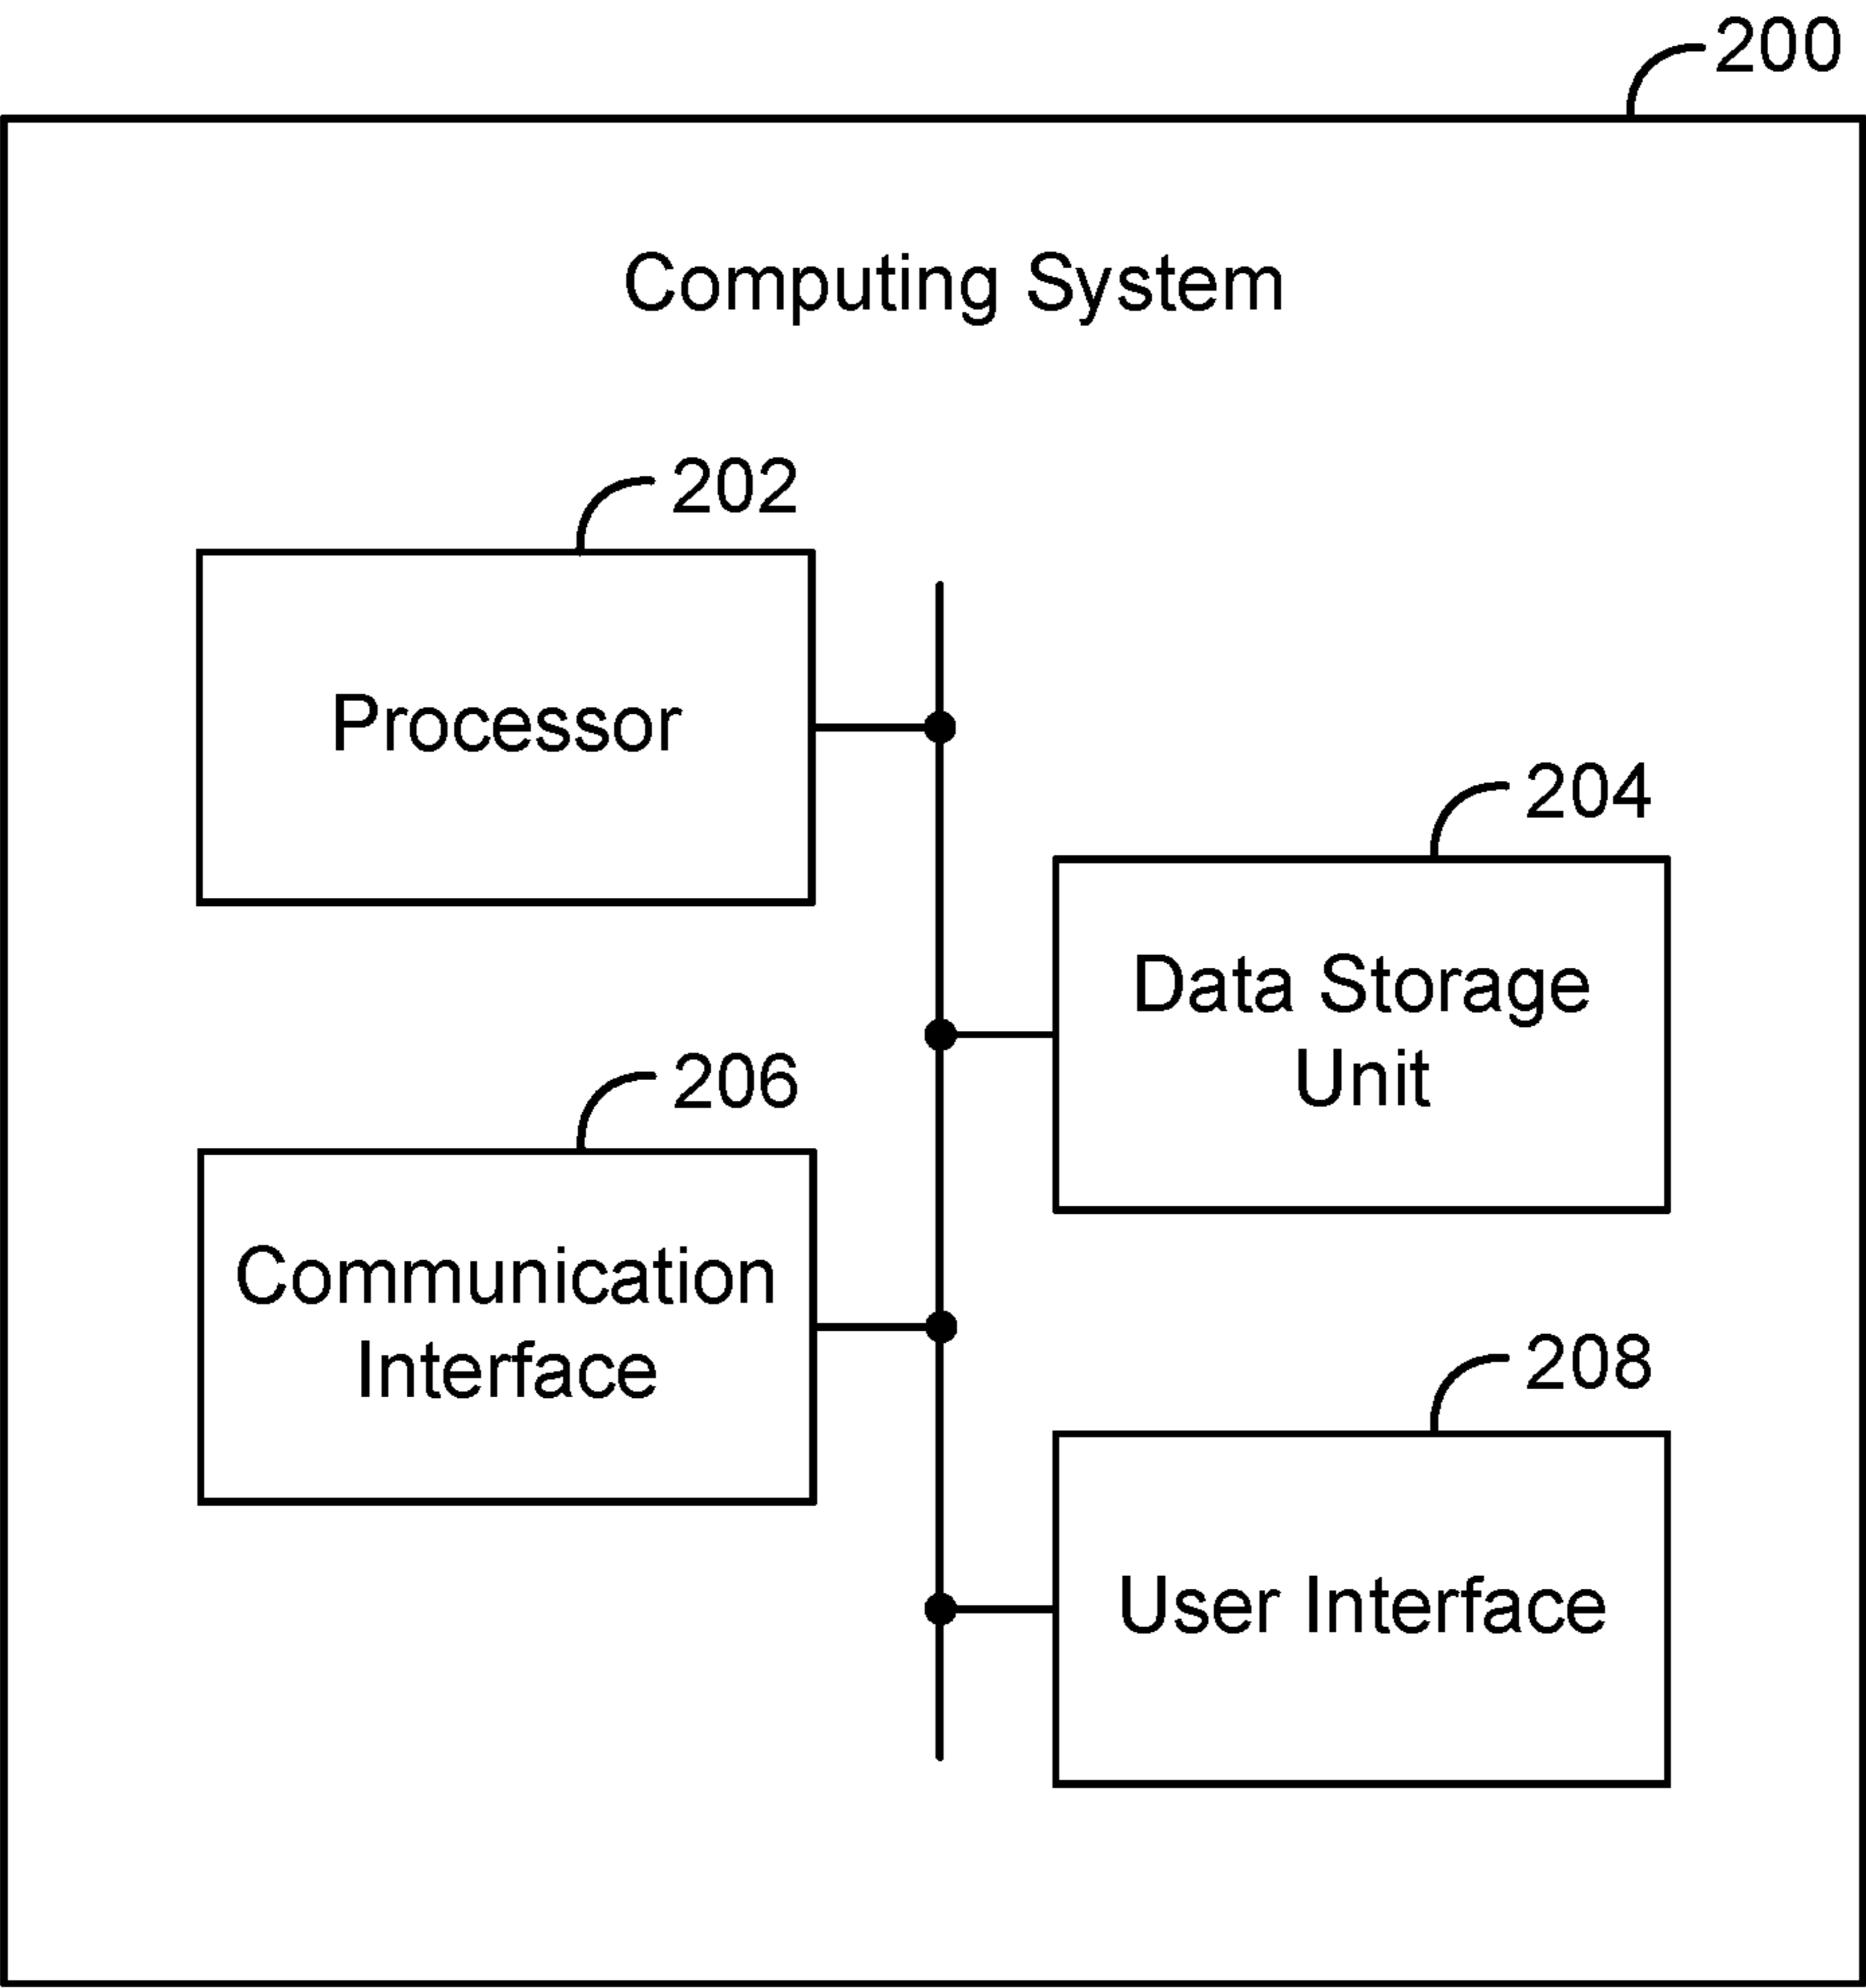 200
Computing System
202
Processor
204
Data Storage
Unit
206
Communication
Interface
208
User Interface